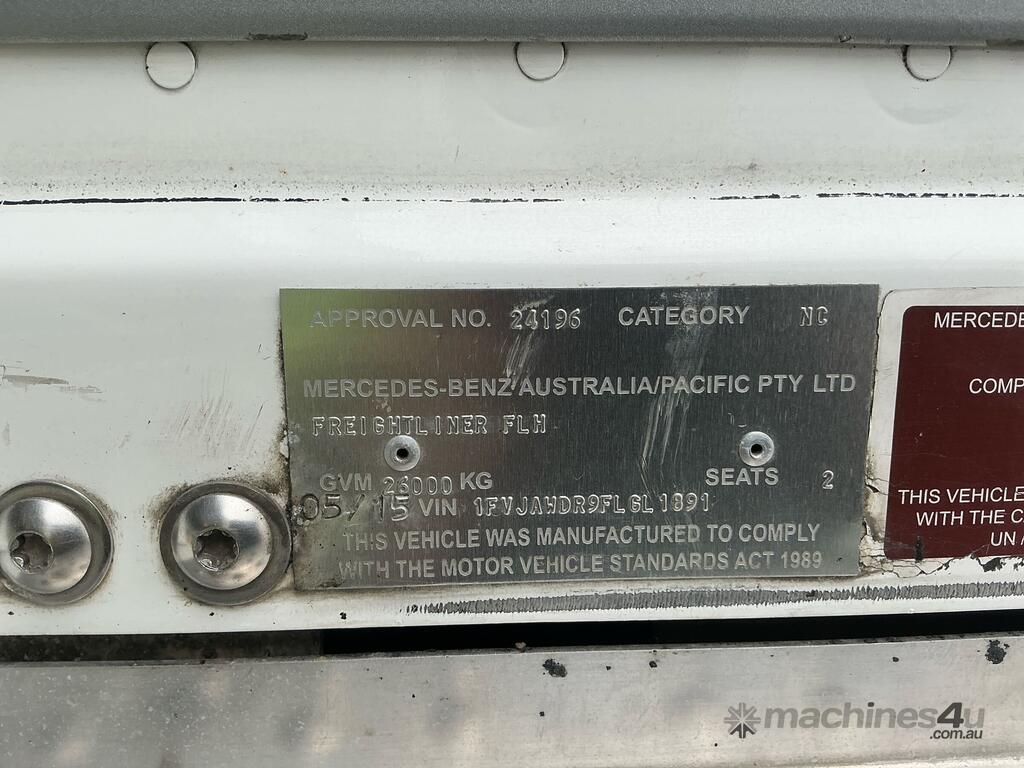 APPROVAL NO. 24196 CATEGORY NC
MERCEDES-BENZ AUSTRALIA/PACIFIC PTY LTD
FREIGHTLINER FLH
GVM 26000 KG SEATS 2
05/15 VIN 1FVJAWDR9FLGL1891
THIS VEHICLE WAS MANUFACTURED TO COMPLY
WITH THE MOTOR VEHICLE STANDARDS ACT 1989
MERCEDE
COMP
THIS VEHICLE
WITH THE CA
UN A
machines4u
.com.au